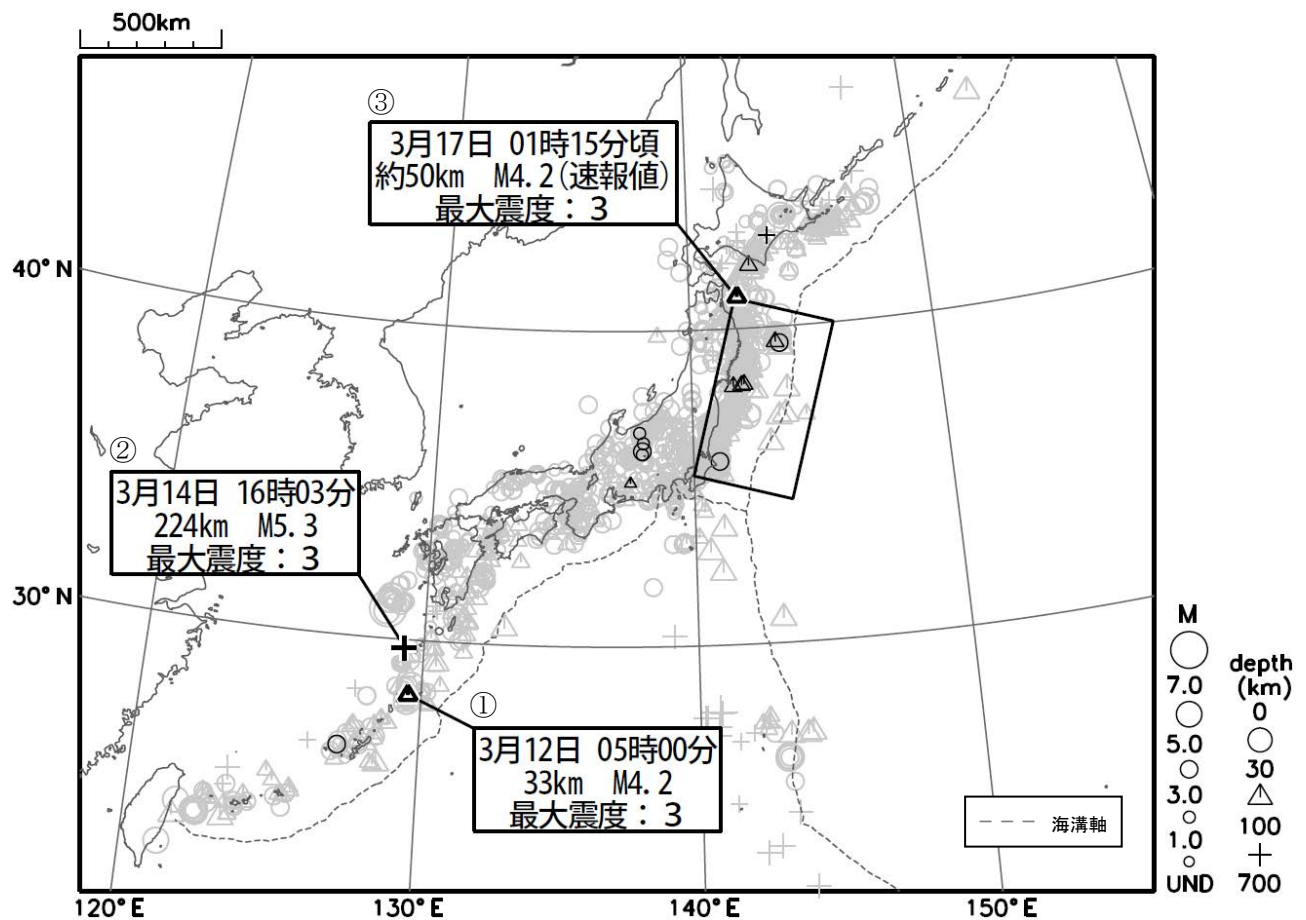 500km
③
3月17日 01時15分頃
約50km M4.2(速報値)
最大震度：３
40°N
②
3月14日 16時03分
224km M5.3
最大震度：３
30°N
①
3月12日 05時00分
33km M4.2
最大震度：３
海溝軸
M
7.0
5.0
3.0
1.0
UND
depth
(km)
0
30
100
700
120°E
130°E
140°E
150°E